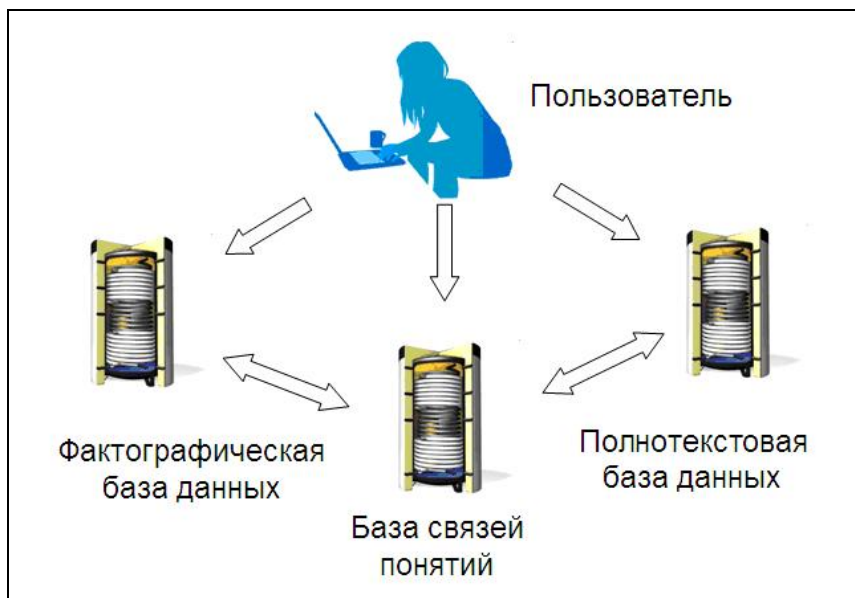 Пользователь
Фактографическая
база данных
База связей
понятий
Полнотекстовая
база данных